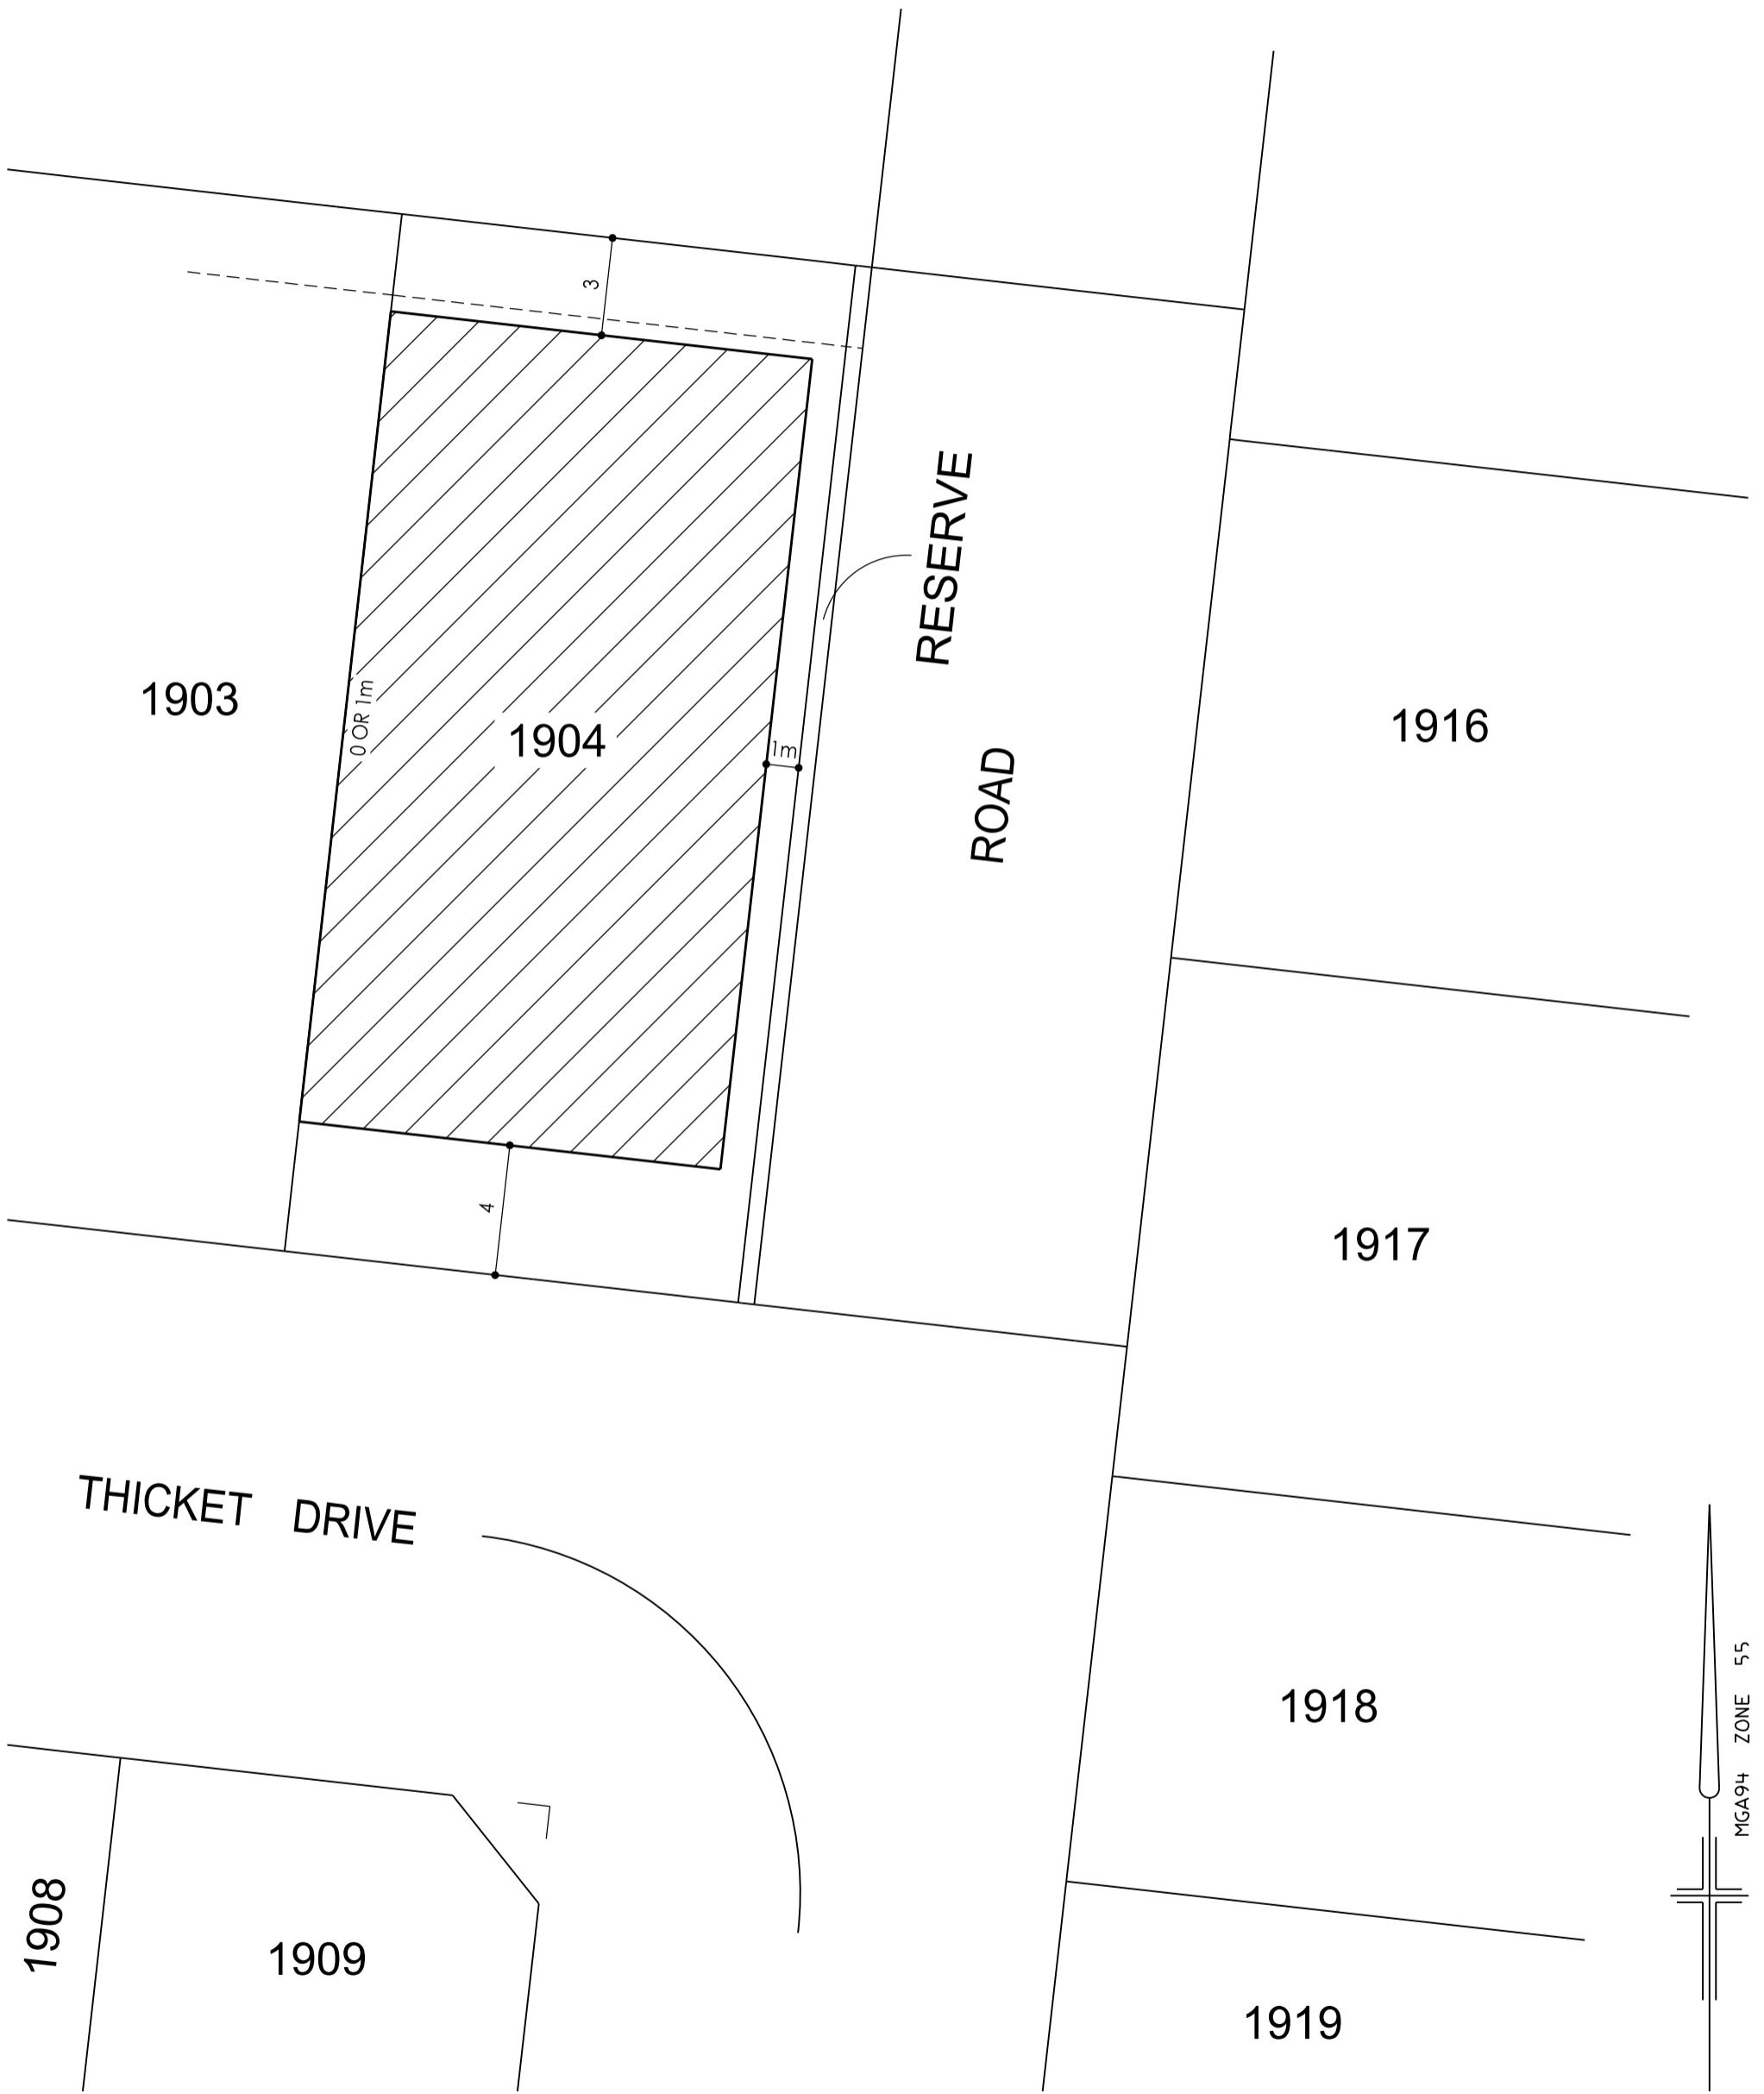 3
RESERVE
1903
0 OR 1m
1904
1m
1916
ROAD
4
1917
THICKET DRIVE
1918
MGA94 ZONE 55
1908
1909
1919